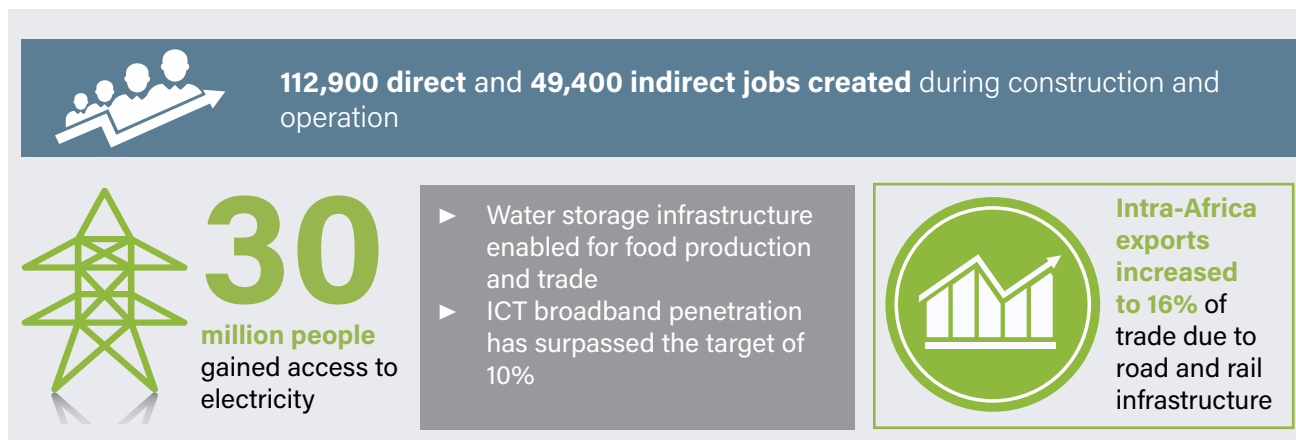 112,900 direct and 49,400 indirect jobs created during construction and
operation
30
million people
gained access to
electricity
► Water storage infrastructure
enabled for food production
and trade
► ICT broadband penetration
has surpassed the target of
10%
Intra-Africa
exports
increased
to 16% of
trade due to
road and rail
infrastructure